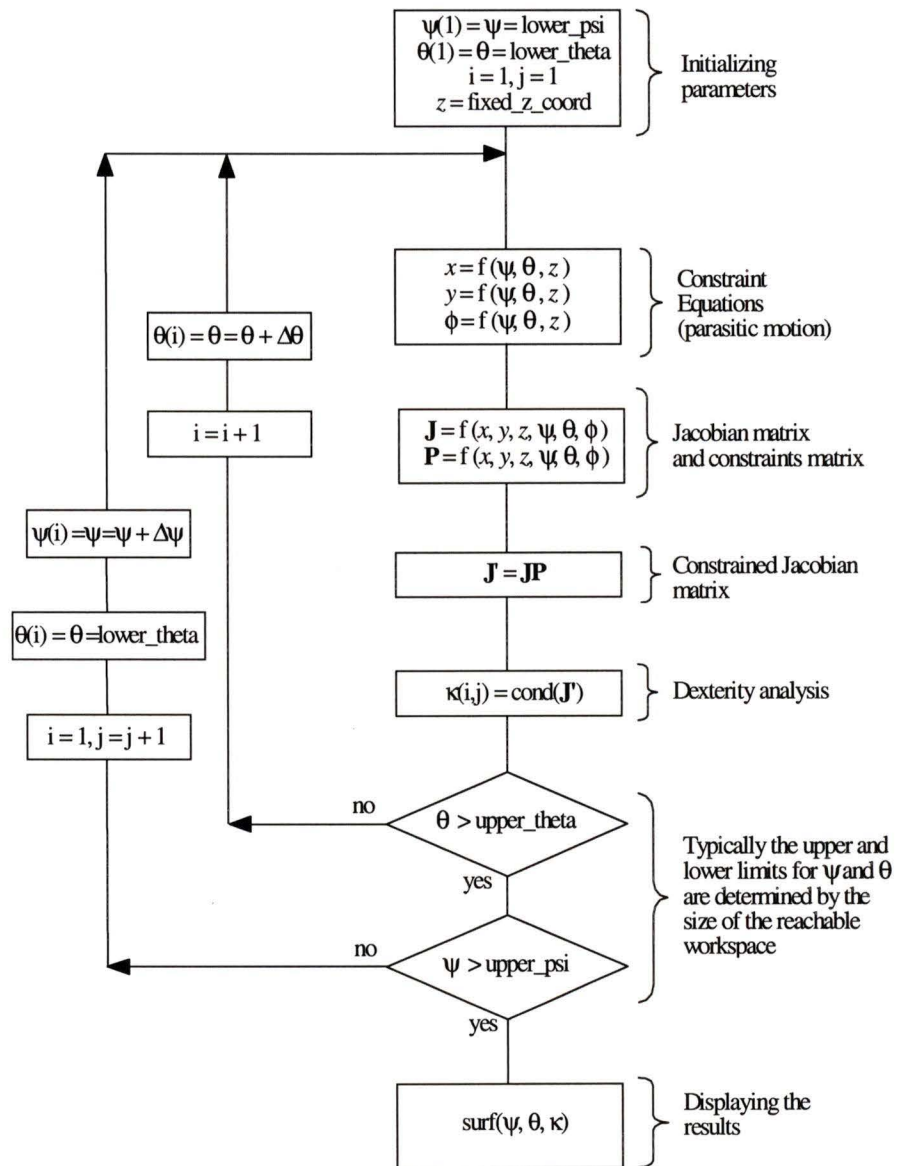 ψ(1) = ψ = lower_psi
θ(1) = θ = lower_theta
i = 1, j = 1
z = fixed_z_coord
Initializing
parameters
x = f (ψ, θ, z)
y = f (ψ, θ, z)
ϕ = f (ψ, θ, z)
Constraint
Equations
(parasitic motion)
θ(i) = θ = θ + Δθ
i = i + 1
J = f (x, y, z, ψ, θ, ϕ)
P = f (x, y, z, ψ, θ, ϕ)
Jacobian matrix
and constraints matrix
ψ(i) = ψ = ψ + Δψ
J' = JP
Constrained Jacobian
matrix
θ(i) = θ = lower_theta
κ(i,j) = cond(J')
Dexterity analysis
i = 1, j = j + 1
no
θ > upper_theta
yes
Typically the upper and
lower limits for ψ and θ
are determined by the
size of the reachable
workspace
no
ψ > upper_psi
yes
surf(ψ, θ, κ)
Displaying the
results